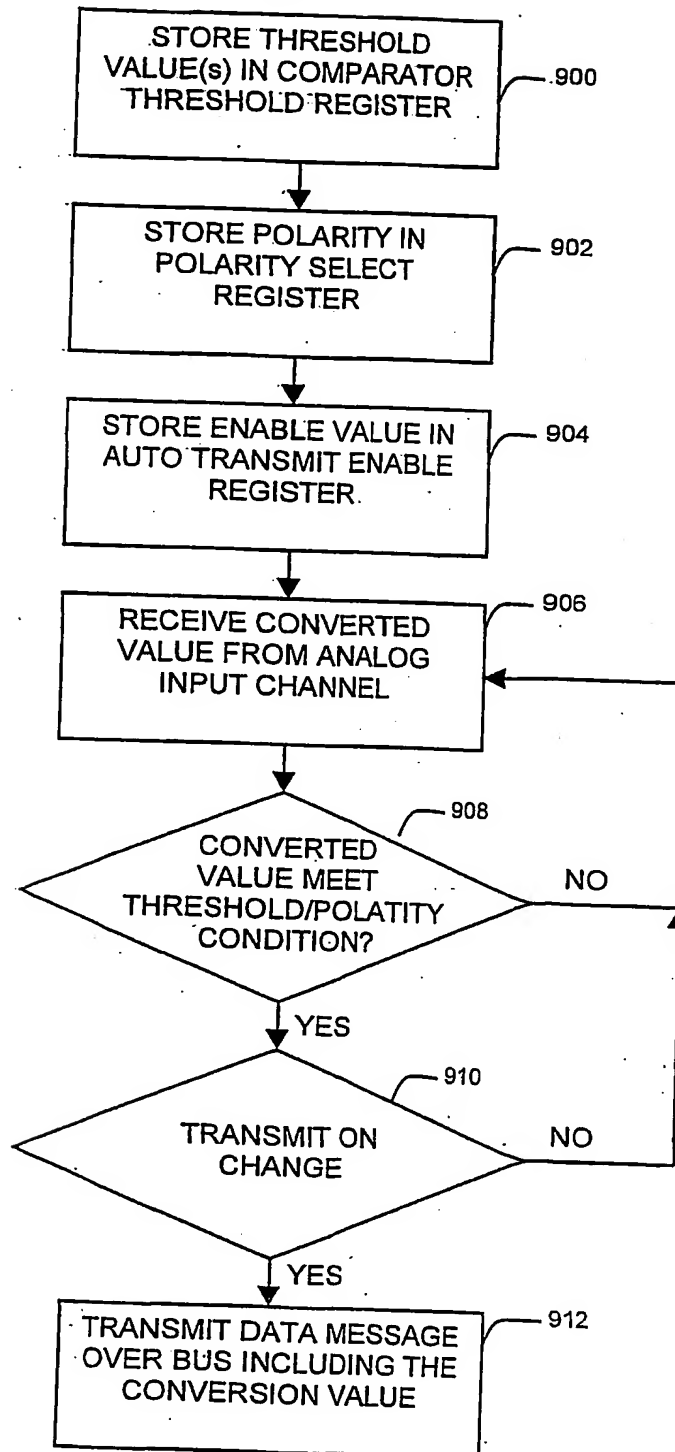 STORE THRESHOLD
VALUE(s) IN COMPARATOR
THRESHOLD REGISTER
900
STORE POLARITY IN
POLARITY SELECT
REGISTER
902
STORE ENABLE VALUE IN
AUTO TRANSMIT ENABLE
REGISTER.
904
RECEIVE CONVERTED
VALUE FROM ANALOG
INPUT CHANNEL
906
CONVERTED
VALUE MEET
THRESHOLD/POLATITY
CONDITION?
908
NO
YES
TRANSMIT ON
CHANGE
910
NO
YES
TRANSMIT DATA MESSAGE
OVER BUS INCLUDING THE
CONVERSION VALUE
912